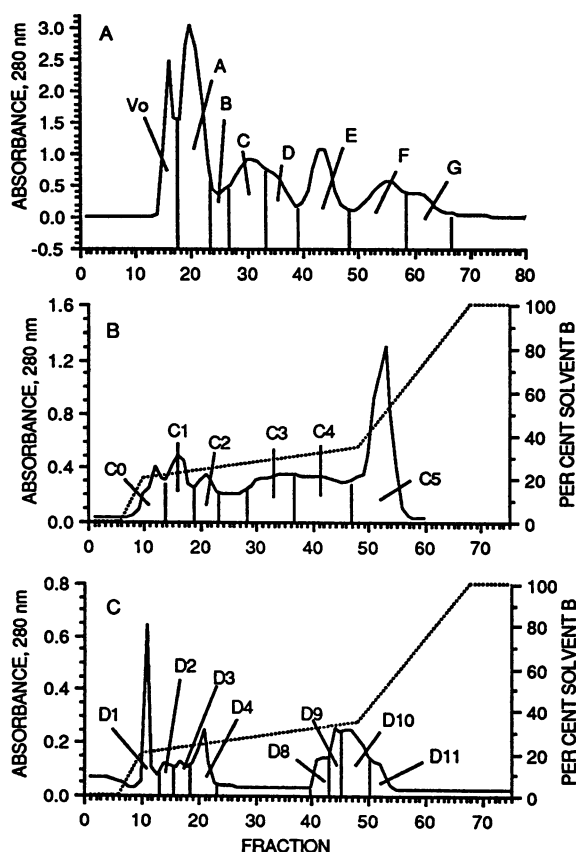 A
ABSORBANCE, 280 nm
3.0
2.5
2.0
1.5
1.0
0.5
0.0
-0.5
Vo
A
B
C
D
E
F
G
0 10 20 30 40 50 60 70 80
B
ABSORBANCE, 280 nm
1.6
1.2
0.8
0.4
0.0
C0
C1
C2
C3
C4
C5
100
80
60
40
20
0
PER CENT SOLVENT B
0 10 20 30 40 50 60 70
C
ABSORBANCE, 280 nm
0.8
0.6
0.4
0.2
0.0
D1
D2
D3
D4
D8
D9
D10
D11
100
80
60
40
20
0
PER CENT SOLVENT B
0 10 20 30 40 50 60 70
FRACTION